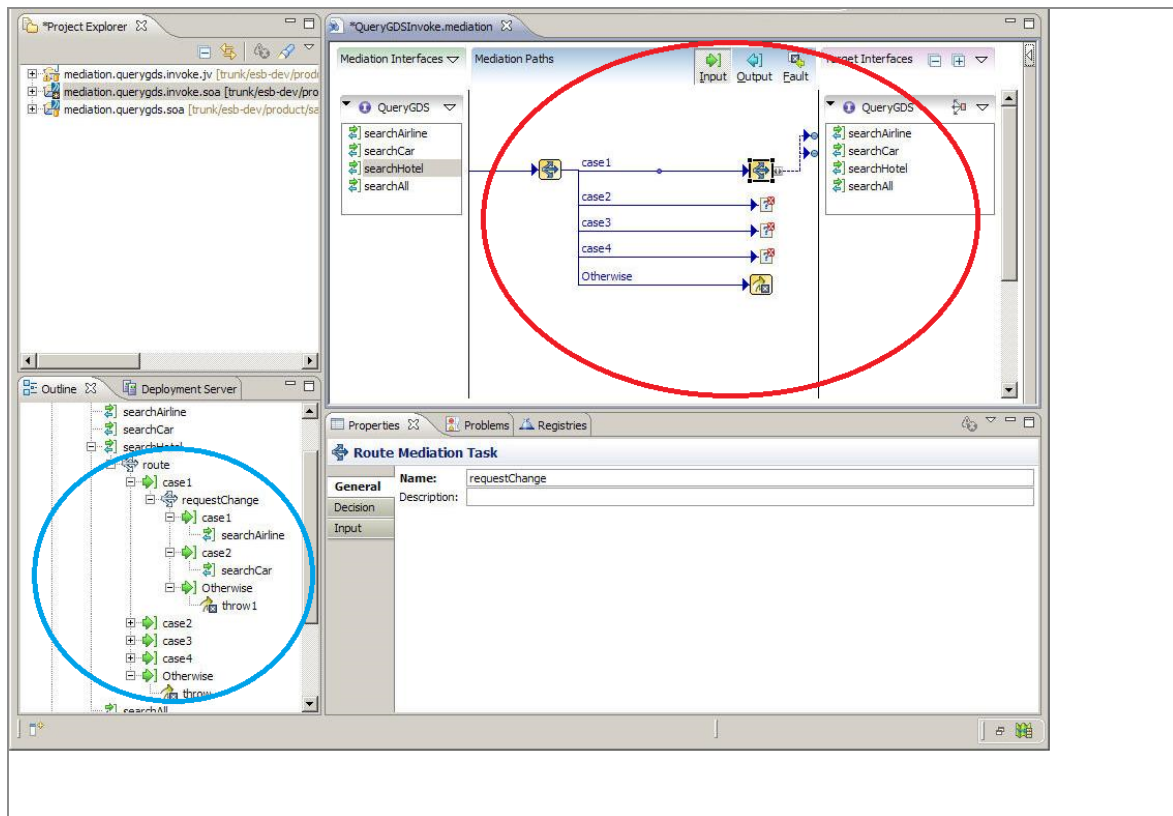 *Project Explorer
mediation.querygds.invoke.jv [trunk/esb-dev/prod
mediation.querygds.invoke.soa [trunk/esb-dev/pro
mediation.querygds.soa [trunk/esb-dev/product/sa
*QueryGDSInvoke.mediation
Mediation Interfaces
Mediation Paths
Input
Output
Fault
Target Interfaces
QueryGDS
searchAirline
searchCar
searchHotel
searchAll
case1
case2
case3
case4
Otherwise
QueryGDS
searchAirline
searchCar
searchHotel
searchAll
Outline
Deployment Server
searchAirline
searchCar
searchHotel
route
case1
requestChange
case1
searchAirline
case2
searchCar
Otherwise
throw1
case2
case3
case4
Otherwise
throw
searchAll
Properties
Problems
Registries
Route Mediation Task
General
Decision
Input
Name: requestChange
Description: